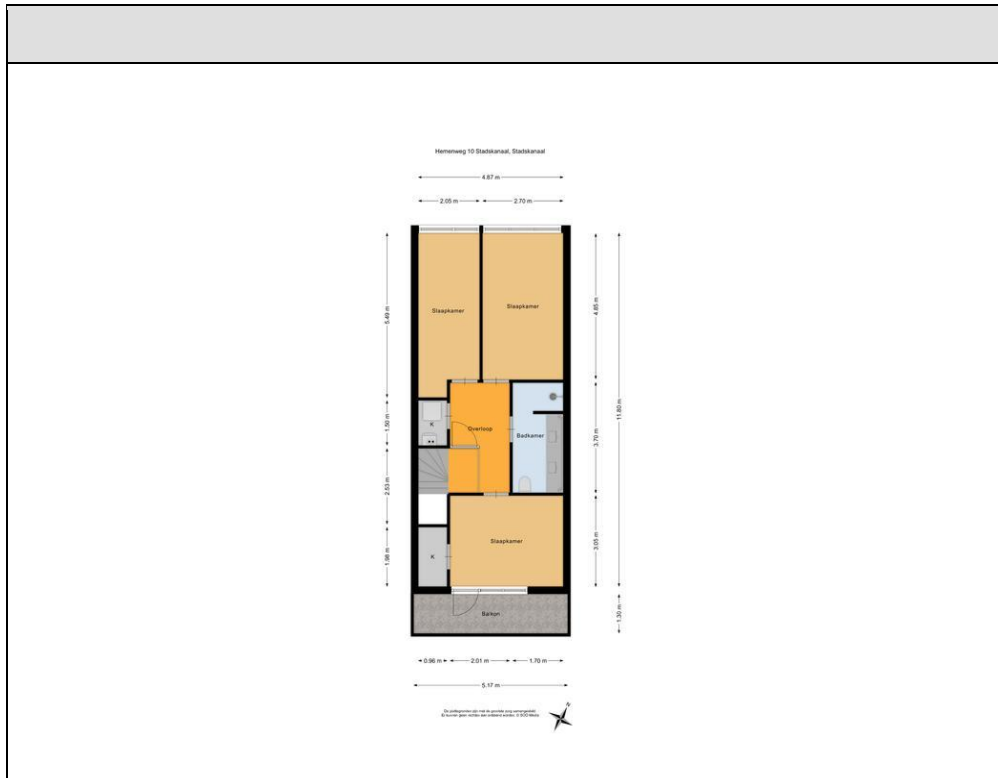 Herrenweg 10 Stadskanaal, Stadskanaal
4.87 m
2.05 m
2.70 m
Slaapkamer
Slaapkamer
5.49 m
4.85 m
11.80 m
K
1.50 m
Overloop
Badkamer
3.70 m
2.53 m
Slaapkamer
K
1.98 m
3.05 m
Balkon
1.30 m
0.96 m
2.01 m
1.70 m
5.17 m
N